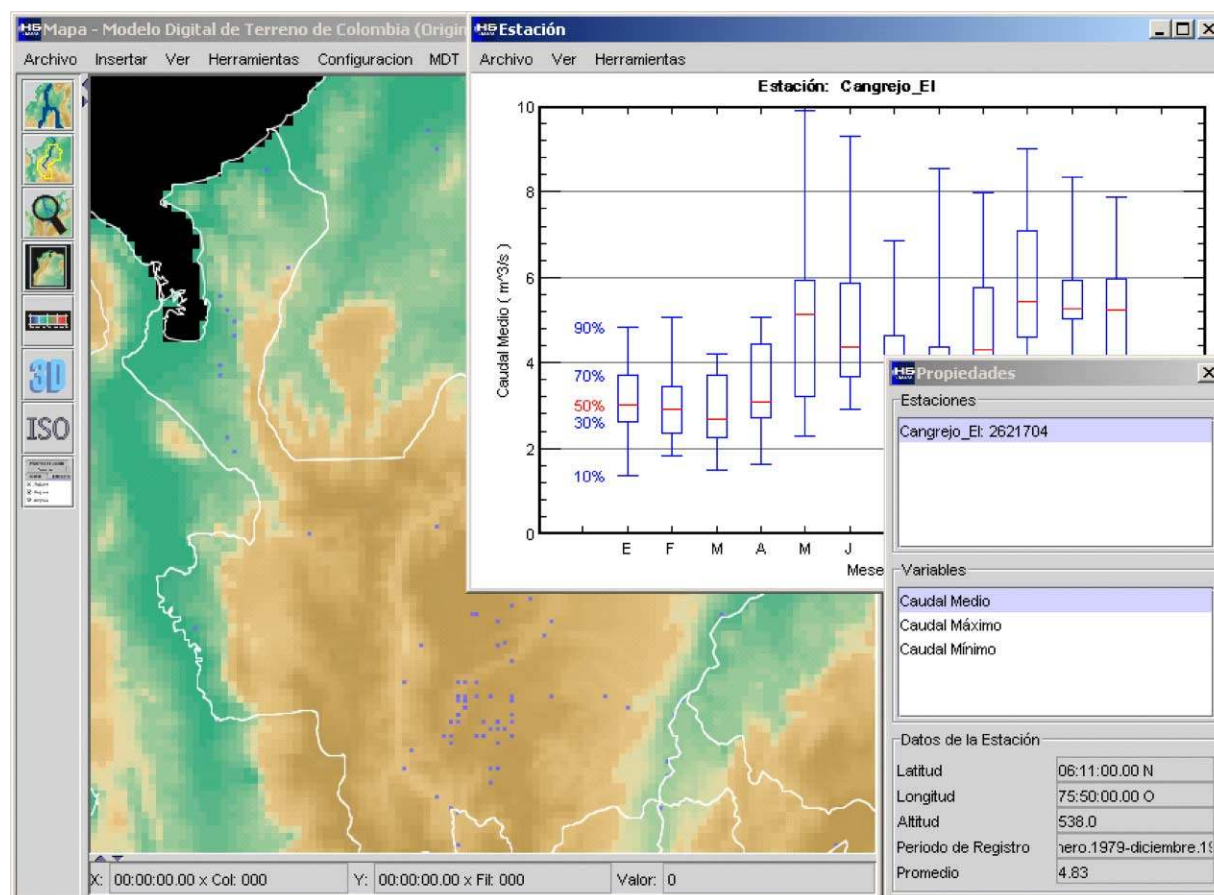 Mapa - Modelo Digital de Terreno de Colombia (Origin
Archivo Insertar Ver Herramientas Configuracion MDT
3D
ISO
X: 00:00:00.00 x Col: 000 Y: 00:00:00.00 x Fil: 000 Valor: 0
Estación
Archivo Ver Herramientas
Estación: Cangrejo_El
Caudal Medio ( m^3/s )
10
8
6
4
2
0
90%
70%
50%
30%
10%
E F M A M J
Mese
Propiedades
Estaciones
Cangrejo_El: 2621704
Variables
Caudal Medio
Caudal Máximo
Caudal Mínimo
Datos de la Estación
Latitud 06:11:00.00 N
Longitud 75:50:00.00 O
Altitud 538.0
Periodo de Registro nero.1979-diciembre.19
Promedio 4.83